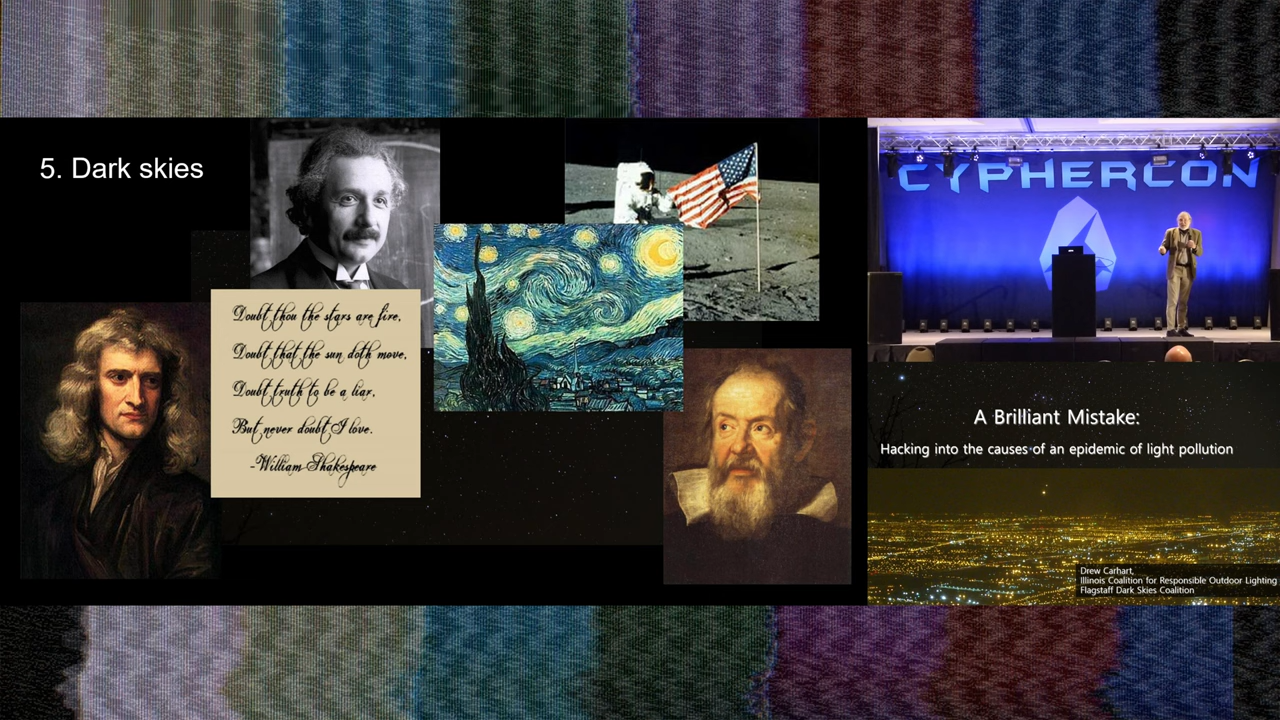 5. Dark skies
Doubt thou the stars are fire,
Doubt that the sun doth move,
Doubt truth to be a liar,
But never doubt I love.
-William Shakespeare
CYPHERCON
A Brilliant Mistake:
Hacking into the causes of an epidemic of light pollution
Drew Carhart,
Illinois Coalition for Responsible Outdoor Lighting
Flagstaff Dark Skies Coalition